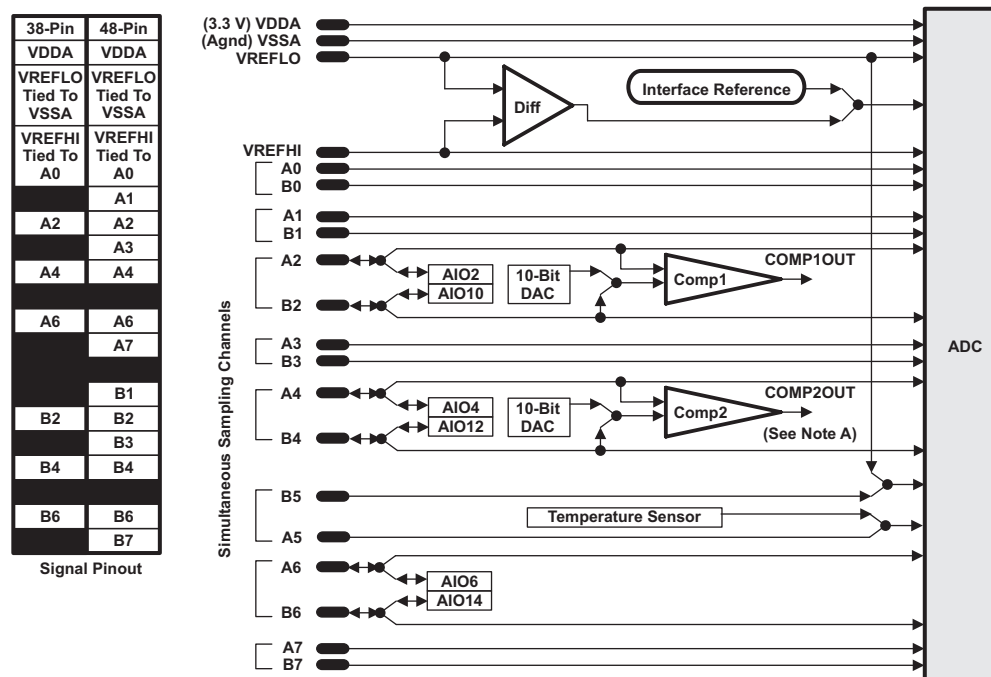 38-Pin 48-Pin
VDDA VDDA
VREFLO VREFLO
Tied To Tied To
VSSA VSSA
VREFHI VREFHI
Tied To Tied To
A0 A0
A1
A2 A2
A3
A4 A4
A6 A6
A7
B1
B2 B2
B3
B4 B4
B6 B6
B7
Signal Pinout
Simultaneous Sampling Channels
(3.3 V) VDDA
(Agnd) VSSA
VREFLO
Interface Reference
Diff
VREFHI
A0
B0
A1
B1
A2
AIO2
AIO10
10-Bit
DAC
Comp1
COMP1OUT
B2
A3
B3
ADC
A4
AIO4
AIO12
10-Bit
DAC
Comp2
COMP2OUT
(See Note A)
B4
B5
Temperature Sensor
A5
A6
AIO6
AIO14
B6
A7
B7